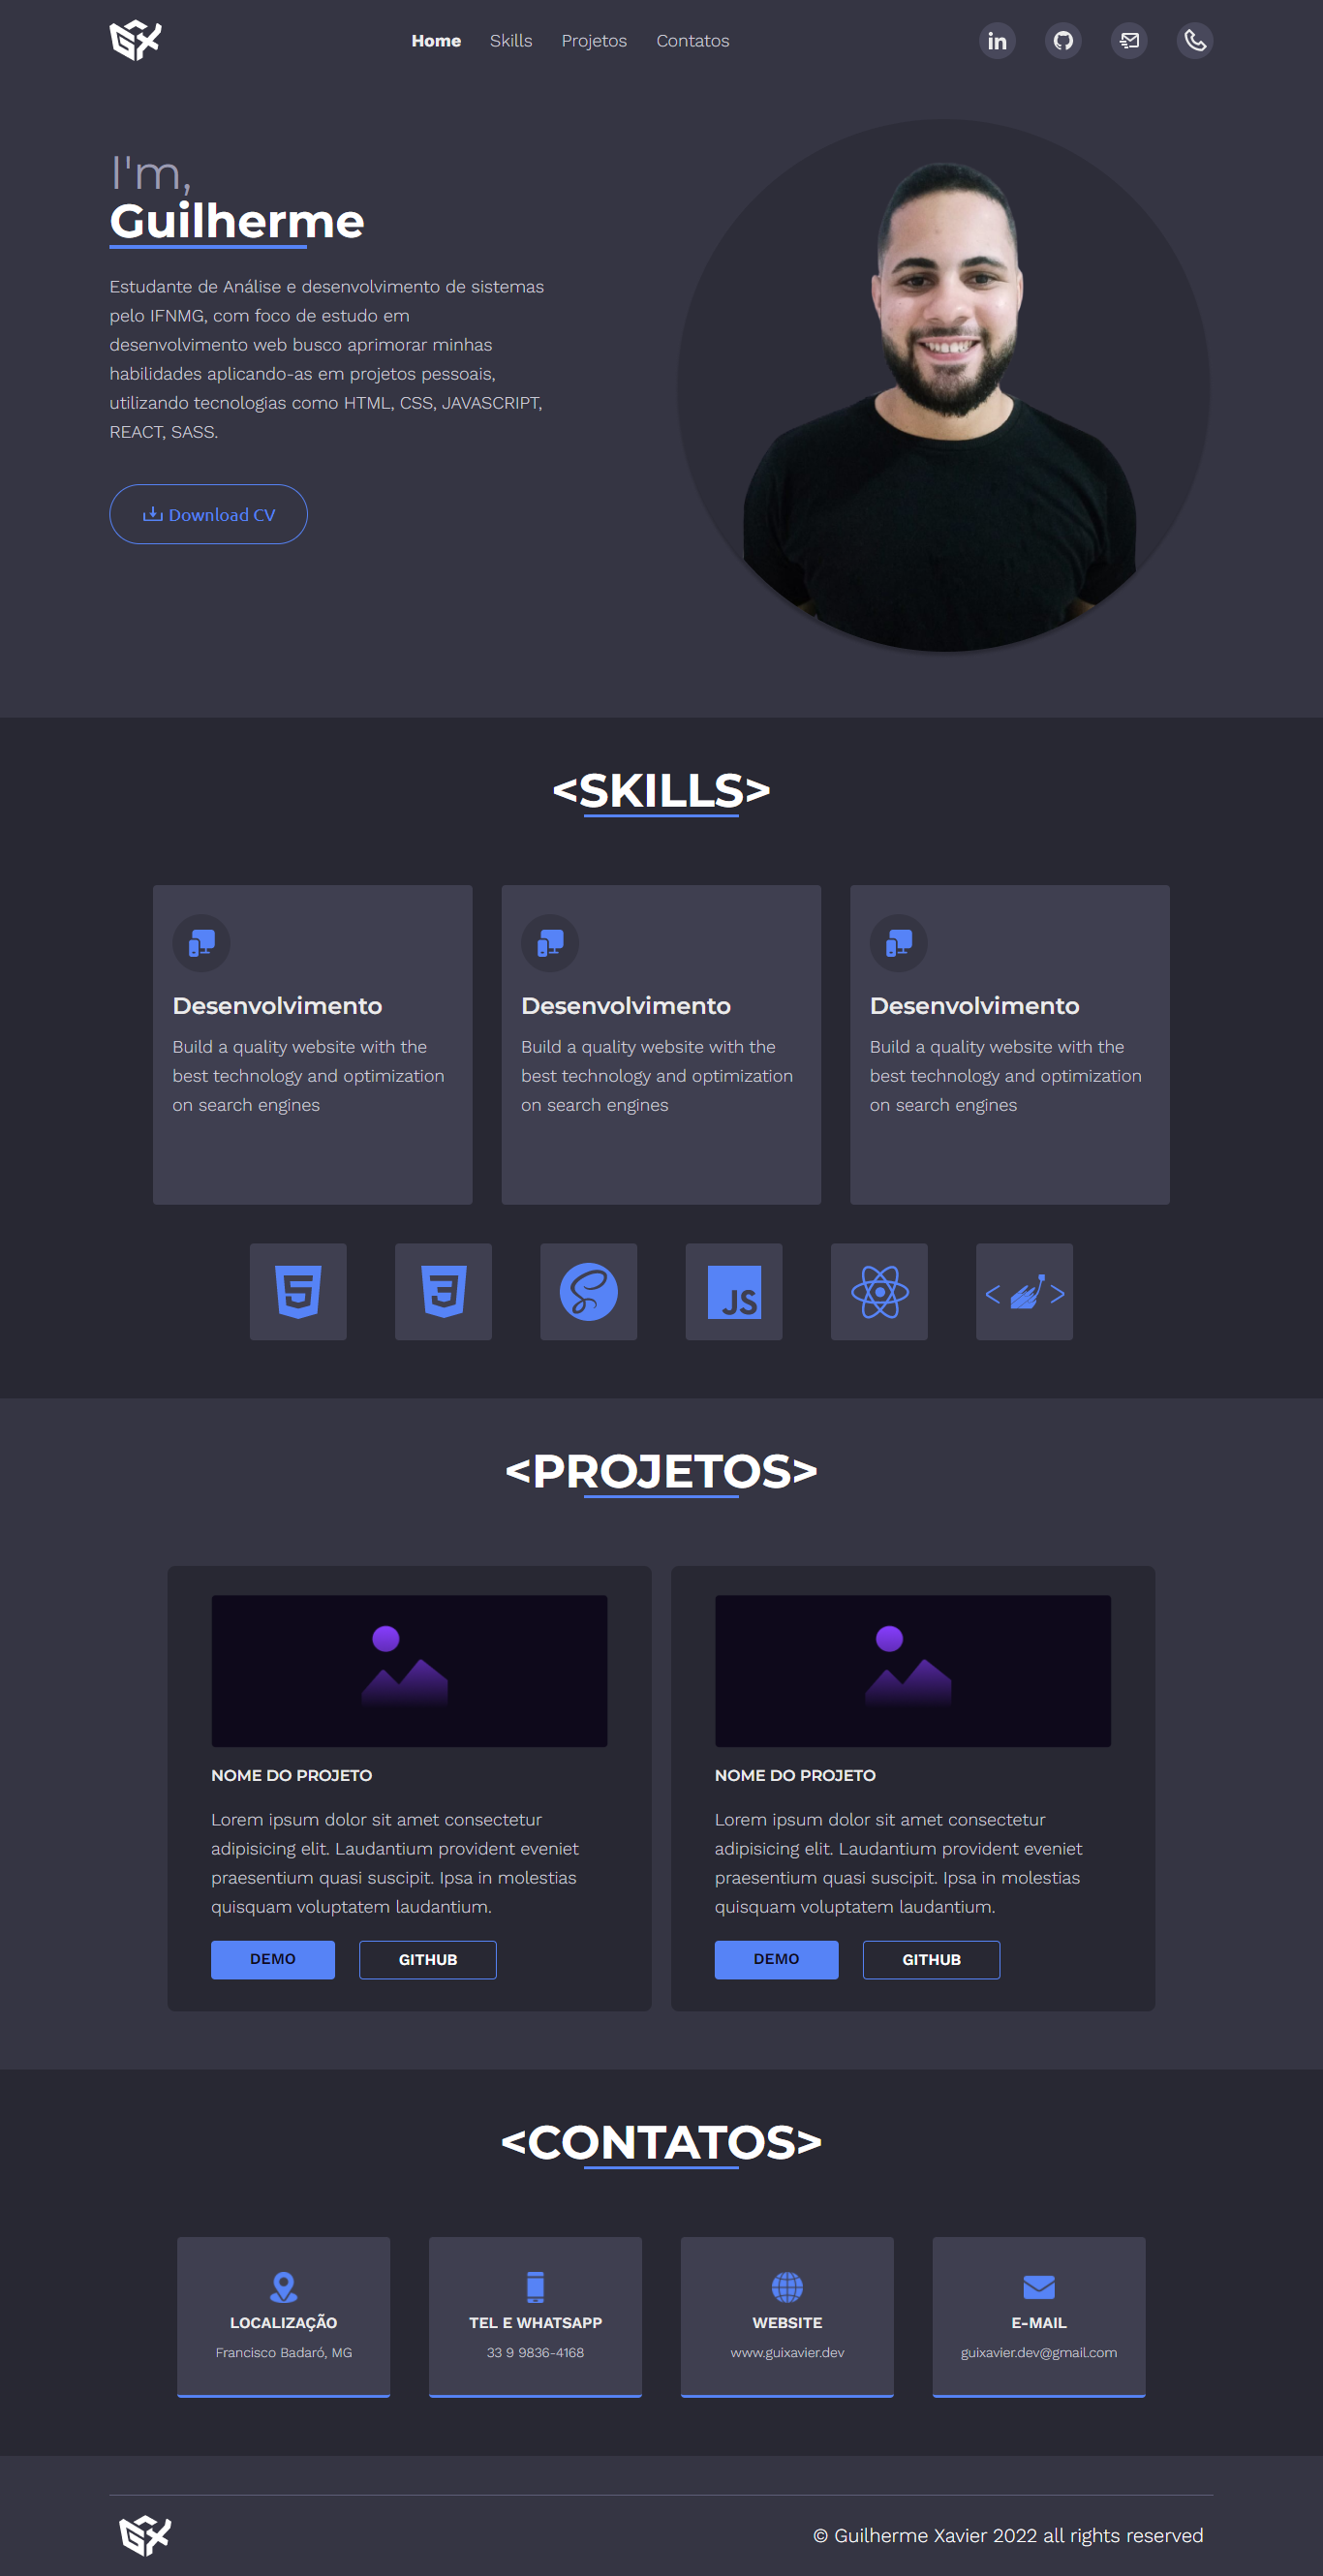 GX
Home Skills Projetos Contatos
I'm,
Guilherme
Estudante de Análise e desenvolvimento de sistemas
pelo IFNMG, com foco de estudo em
desenvolvimento web busco aprimorar minhas
habilidades aplicando-as em projetos pessoais,
utilizando tecnologias como HTML, CSS, JAVASCRIPT,
REACT, SASS.
Download CV
<SKILLS>
Desenvolvimento
Build a quality website with the
best technology and optimization
on search engines
Desenvolvimento
Build a quality website with the
best technology and optimization
on search engines
Desenvolvimento
Build a quality website with the
best technology and optimization
on search engines
JS
<PROJETOS>
NOME DO PROJETO
Lorem ipsum dolor sit amet consectetur
adipisicing elit. Laudantium provident eveniet
praesentium quasi suscipit. Ipsa in molestias
quisquam voluptatem laudantium.
DEMO GITHUB
NOME DO PROJETO
Lorem ipsum dolor sit amet consectetur
adipisicing elit. Laudantium provident eveniet
praesentium quasi suscipit. Ipsa in molestias
quisquam voluptatem laudantium.
DEMO GITHUB
<CONTATOS>
LOCALIZAÇÃO
Francisco Badaró, MG
TEL E WHATSAPP
33 9 9836-4168
WEBSITE
www.guixavier.dev
E-MAIL
guixavier.dev@gmail.com
GX
© Guilherme Xavier 2022 all rights reserved